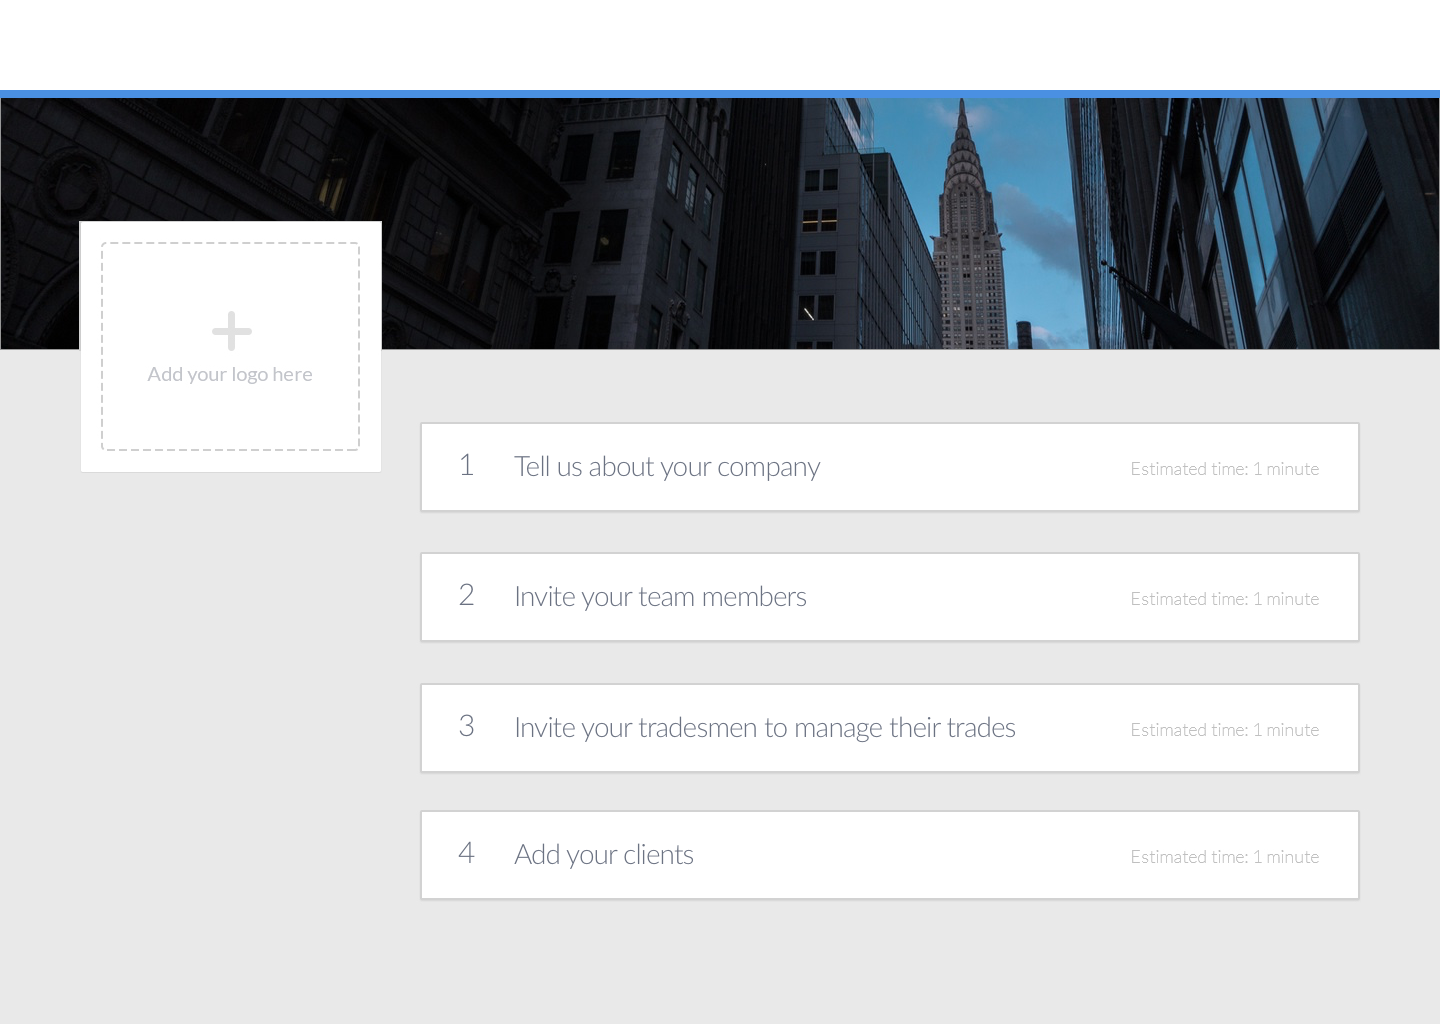 Add your logo here
1 Tell us about your company Estimated time: 1 minute
2 Invite your team members Estimated time: 1 minute
3 Invite your tradesmen to manage their trades Estimated time: 1 minute
4 Add your clients Estimated time: 1 minute